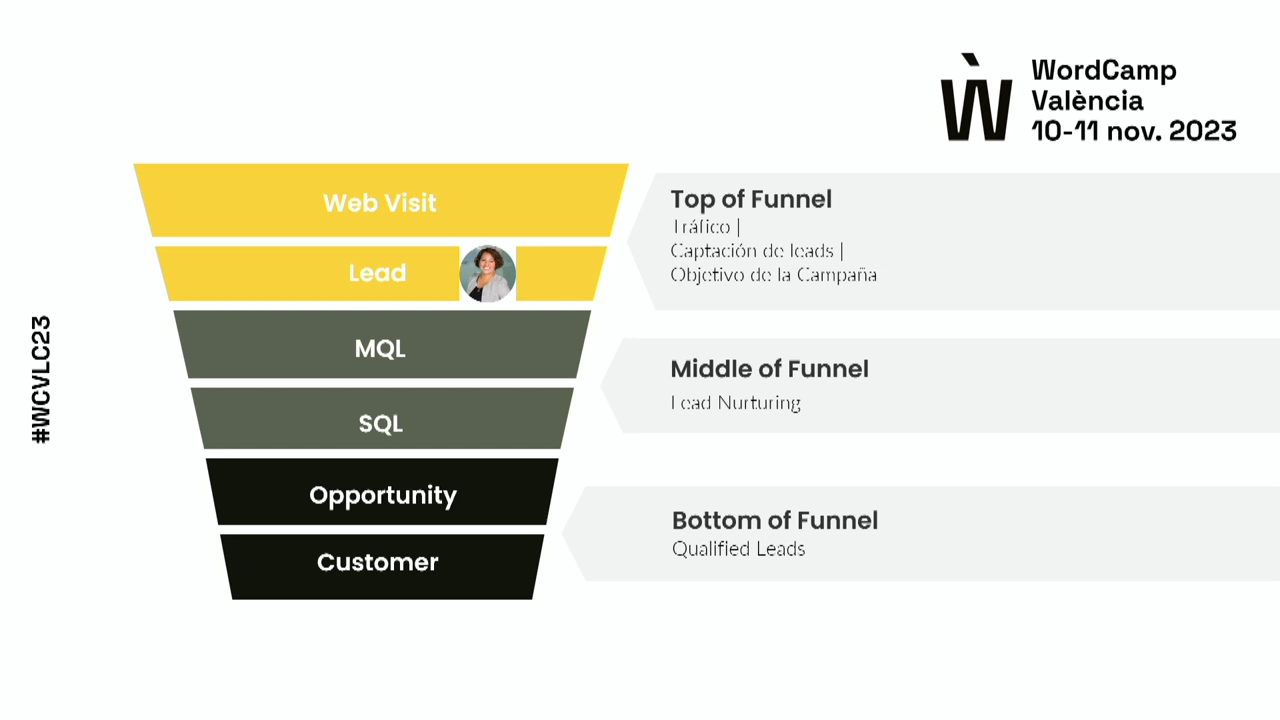 WordCamp
València
10-11 nov. 2023
Web Visit
Lead
MQL
SQL
Opportunity
Customer
Top of Funnel
Tráfico |
Captación de leads |
Objetivo de la Campaña
Middle of Funnel
Lead Nurturing
Bottom of Funnel
Qualified Leads
#WCVLC23